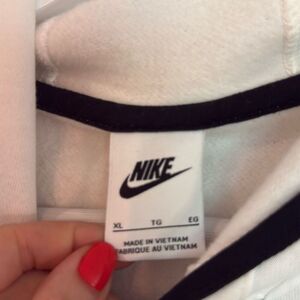 NIKE
XL TG EG
MADE IN VIETNAM
FABRIQUE AU VIETNAM